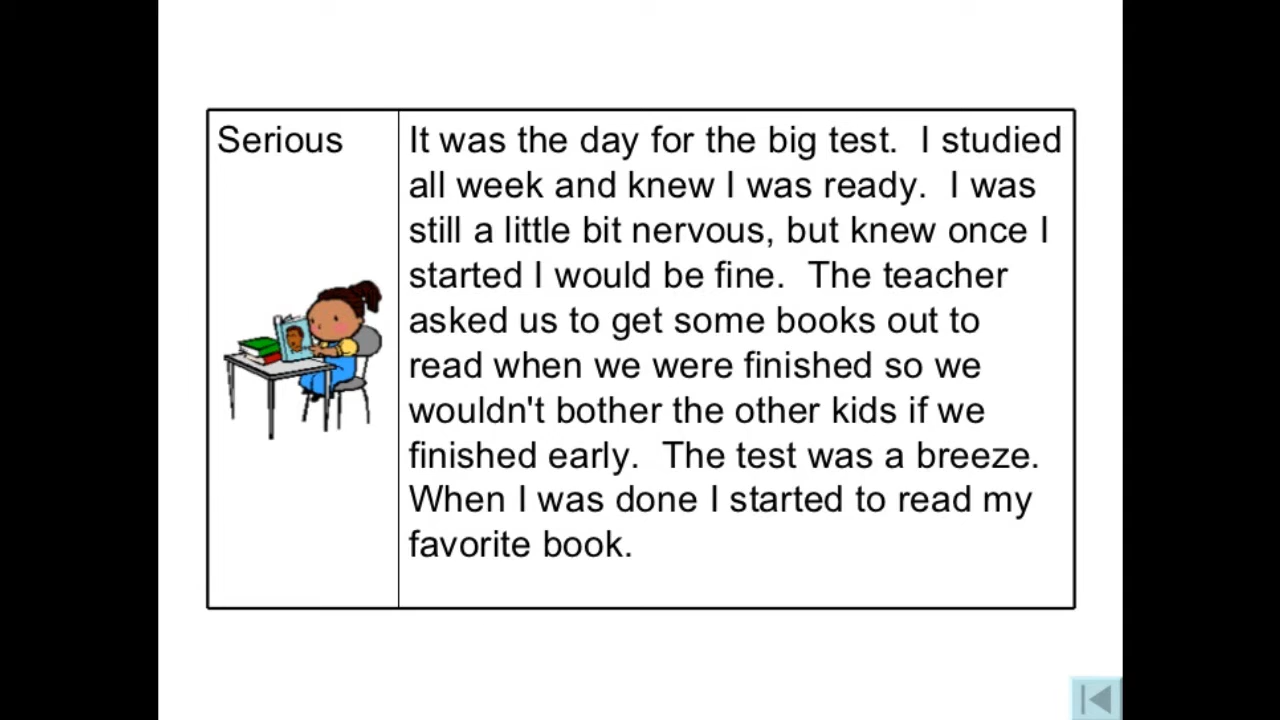 Serious
It was the day for the big test.  I studied
all week and knew I was ready.  I was
still a little bit nervous, but knew once I
started I would be fine.  The teacher
asked us to get some books out to
read when we were finished so we
wouldn't bother the other kids if we
finished early.  The test was a breeze.
When I was done I started to read my
favorite book.